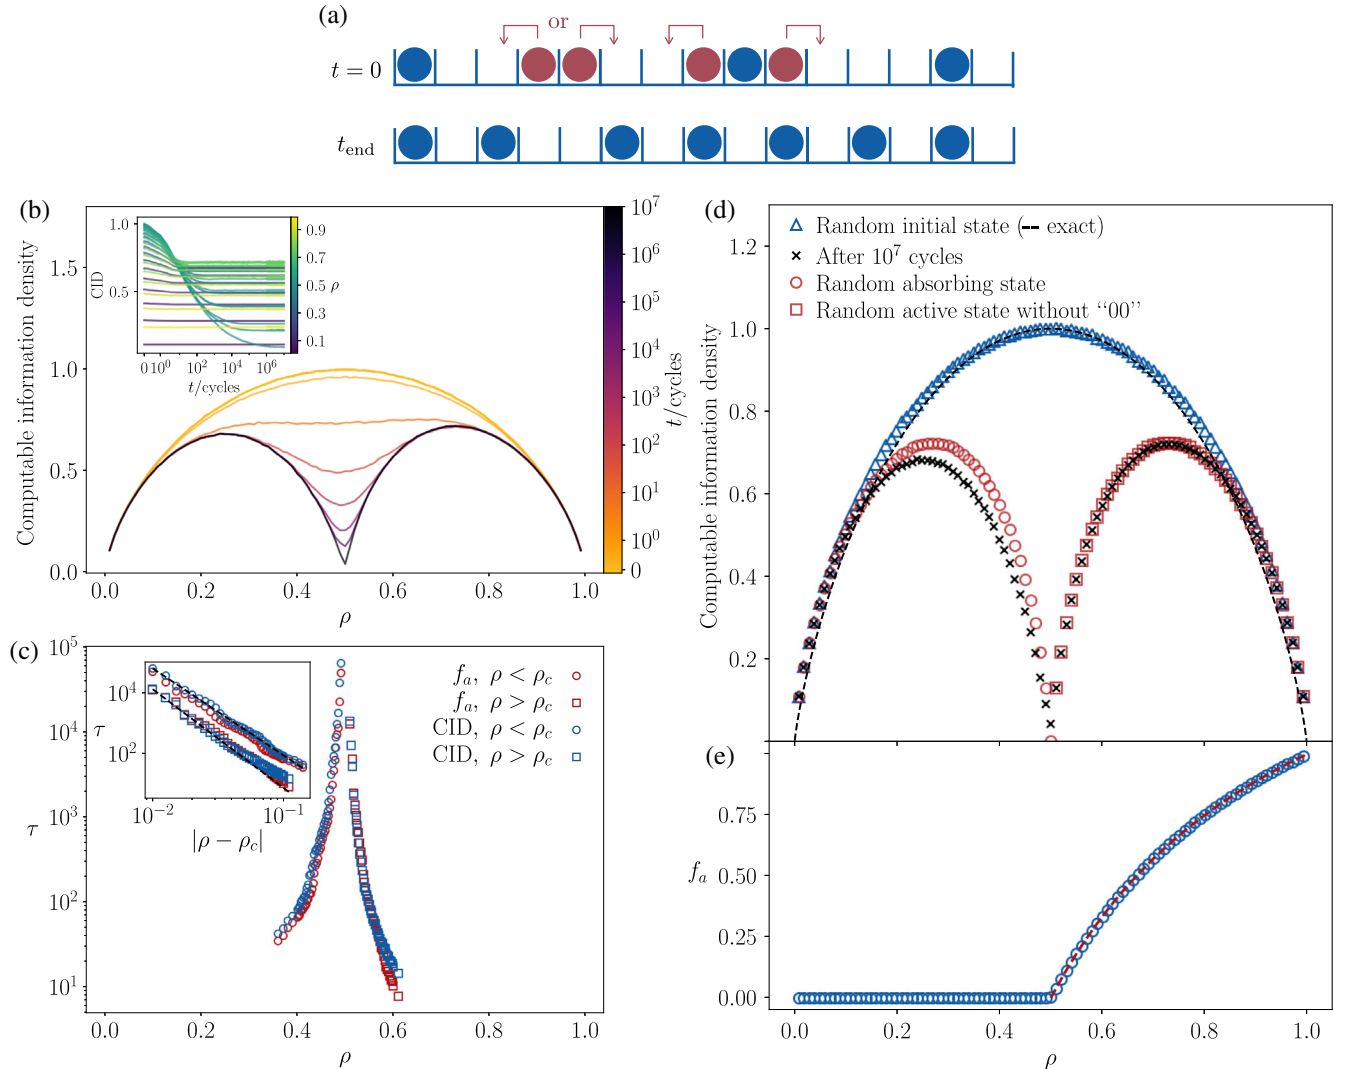 (a)
or
t = 0
t_end
(b)
Computable information density
1.5
1.0
0.5
0.0
0.0 0.2 0.4 0.6 0.8 1.0
ρ
CID
1.0
0.5
0 10^0 10^2 10^4 10^6
t/cycles
0.9
0.7
0.5 ρ
0.3
0.1
10^7
10^6
10^5
10^4
10^3
10^2
10^1
10^0
0
t/cycles
(c)
τ
10^5
10^4
10^3
10^2
10^1
0.0 0.2 0.4 0.6 0.8 1.0
ρ
10^4
τ
10^2
10^−2 10^−1
|ρ − ρ_c|
f_a, ρ < ρ_c
f_a, ρ > ρ_c
CID, ρ < ρ_c
CID, ρ > ρ_c
(d)
Computable information density
1.2
1.0
0.8
0.6
0.4
0.2
Random initial state (-- exact)
After 10^7 cycles
Random absorbing state
Random active state without “00”
(e)
f_a
0.75
0.50
0.25
0.00
0.0 0.2 0.4 0.6 0.8 1.0
ρ